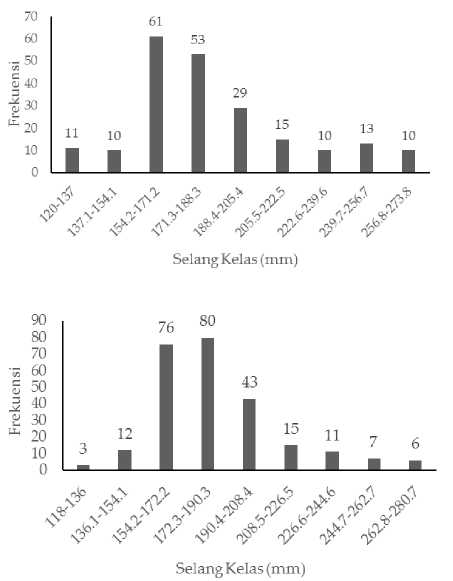 70
60
50
40
30
20
10
0
Frekuensi
11 10 61 53 29 15 10 13 10
120-137 137.1-154.1 154.2-171.2 171.3-188.3 188.4-205.4 205.5-222.5 222.6-239.6 239.7-256.7 256.8-273.8
Selang Kelas (mm)
90
80
70
60
50
40
30
20
10
0
Frekuensi
3 12 76 80 43 15 11 7 6
118-136 136.1-154.1 154.2-172.2 172.3-190.3 190.4-208.4 208.5-226.5 226.6-244.6 244.7-262.7 262.8-280.7
Selang Kelas (mm)